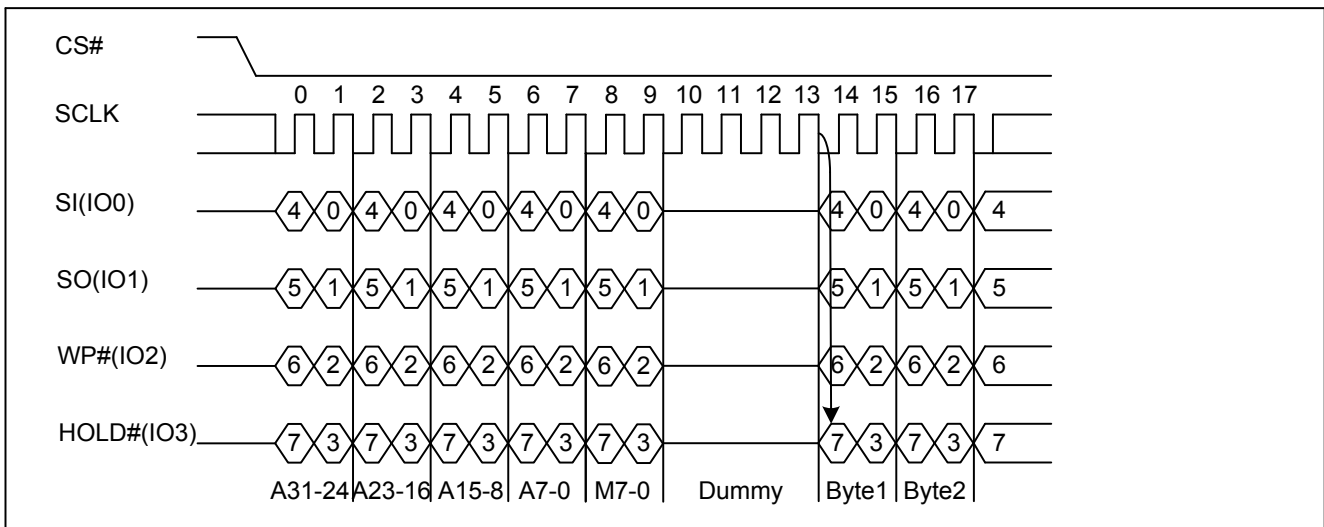 CS#
0 1 2 3 4 5 6 7 8 9 10 11 12 13 14 15 16 17
SCLK
SI(IO0) 4 0 4 0 4 0 4 0 4 0 4 0 4 0 4
SO(IO1) 5 1 5 1 5 1 5 1 5 1 5 1 5 1 5
WP#(IO2) 6 2 6 2 6 2 6 2 6 2 6 2 6 2 6
HOLD#(IO3) 7 3 7 3 7 3 7 3 7 3 7 3 7 3 7
A31-24 A23-16 A15-8 A7-0 M7-0 Dummy Byte1 Byte2